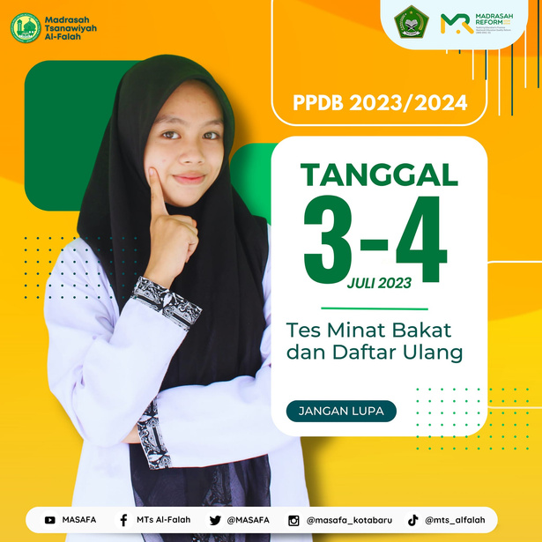 Madrasah
Tsanawiyah
Al-Falah
MADRASAH
REFORM
PPDB 2023/2024
TANGGAL
3-4
JULI 2023
Tes Minat Bakat
dan Daftar Ulang
JANGAN LUPA
MASAFA
MTs Al-Falah
@MASAFA
@masafa_kotabaru
@mts_alfalah